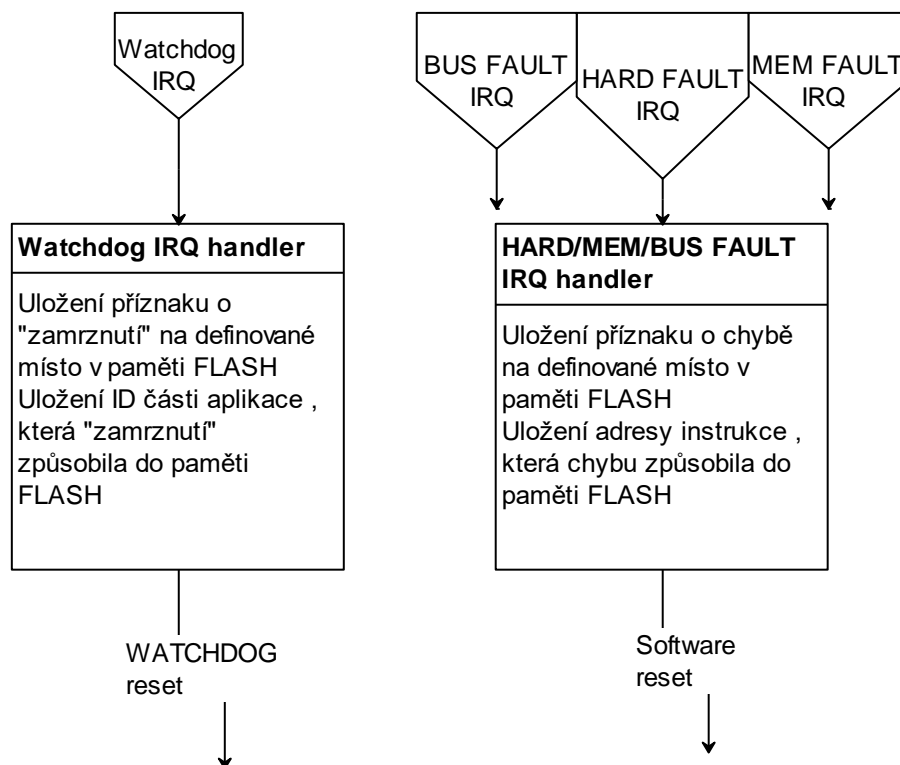 Watchdog
IRQ
BUS FAULT
IRQ
HARD FAULT
IRQ
MEM FAULT
IRQ
Watchdog IRQ handler
Uložení příznaku o
"zamrznutí" na definované
místo v paměti FLASH
Uložení ID části aplikace ,
která "zamrznutí"
způsobila do paměti
FLASH
WATCHDOG
reset
HARD/MEM/BUS FAULT
IRQ handler
Uložení příznaku o chybě
na definované místo v
paměti FLASH
Uložení adresy instrukce ,
která chybu způsobila do
paměti FLASH
Software
reset